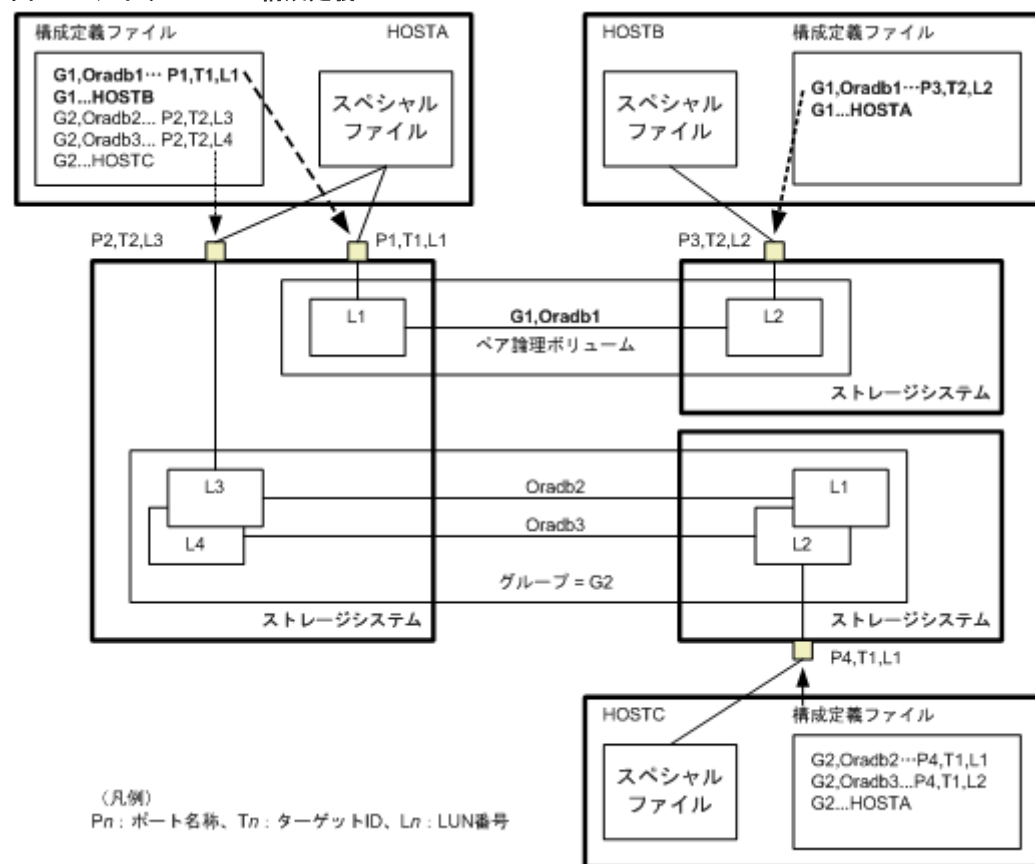 構成定義ファイル
HOSTA
G1,Oradb1… P1,T1,L1
G1...HOSTB
G2,Oradb2... P2,T2,L3
G2,Oradb3... P2,T2,L4
G2...HOSTC
スペシャル
ファイル
HOSTB
構成定義ファイル
スペシャル
ファイル
G1,Oradb1…P3,T2,L2
G1...HOSTA
P2,T2,L3
P1,T1,L1
P3,T2,L2
L1
G1,Oradb1
ペア論理ボリューム
L2
ストレージシステム
L3
Oradb2
L1
L4
Oradb3
L2
グループ = G2
ストレージシステム
ストレージシステム
P4,T1,L1
HOSTC
構成定義ファイル
スペシャル
ファイル
G2,Oradb2…P4,T1,L1
G2,Oradb3...P4,T1,L2
G2...HOSTA
（凡例）
Pn : ポート名称、Tn : ターゲットID、Ln : LUN番号